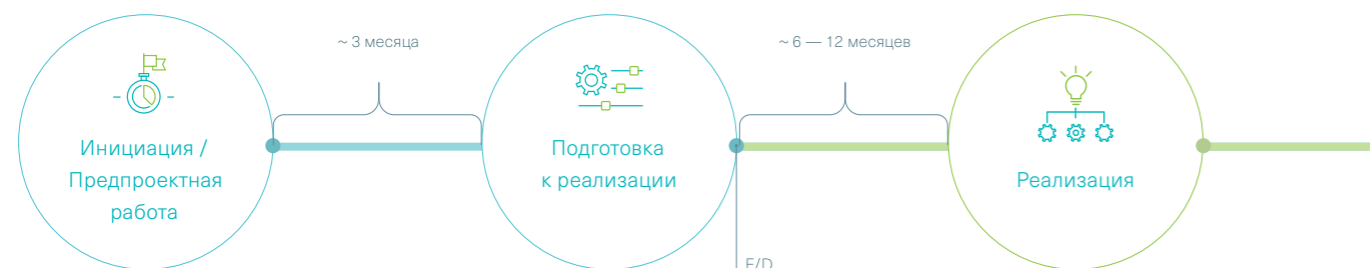 ~ 3 месяца
~ 6 — 12 месяцев
Инициация /
Предпроектная
работа
Подготовка
к реализации
Реализация
F/D